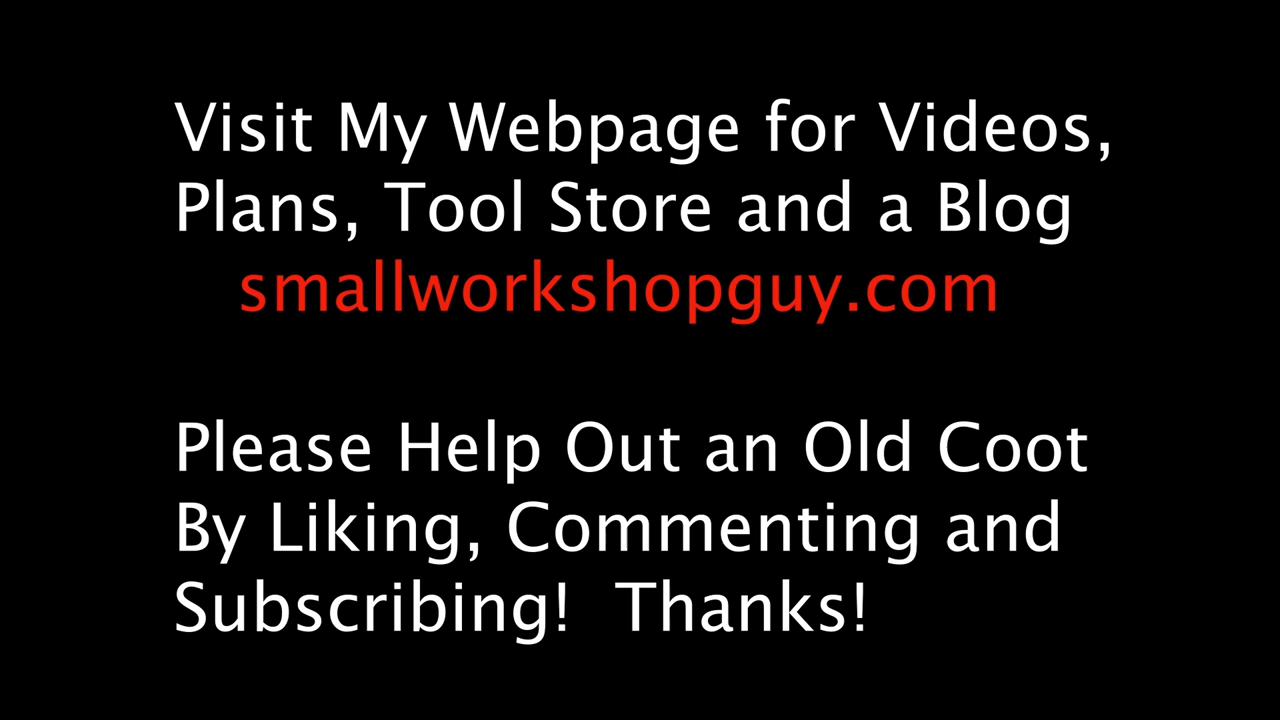 Visit My Webpage for Videos,
Plans, Tool Store and a Blog
smallworkshopguy.com
Please Help Out an Old Coot
By Liking, Commenting and
Subscribing!  Thanks!